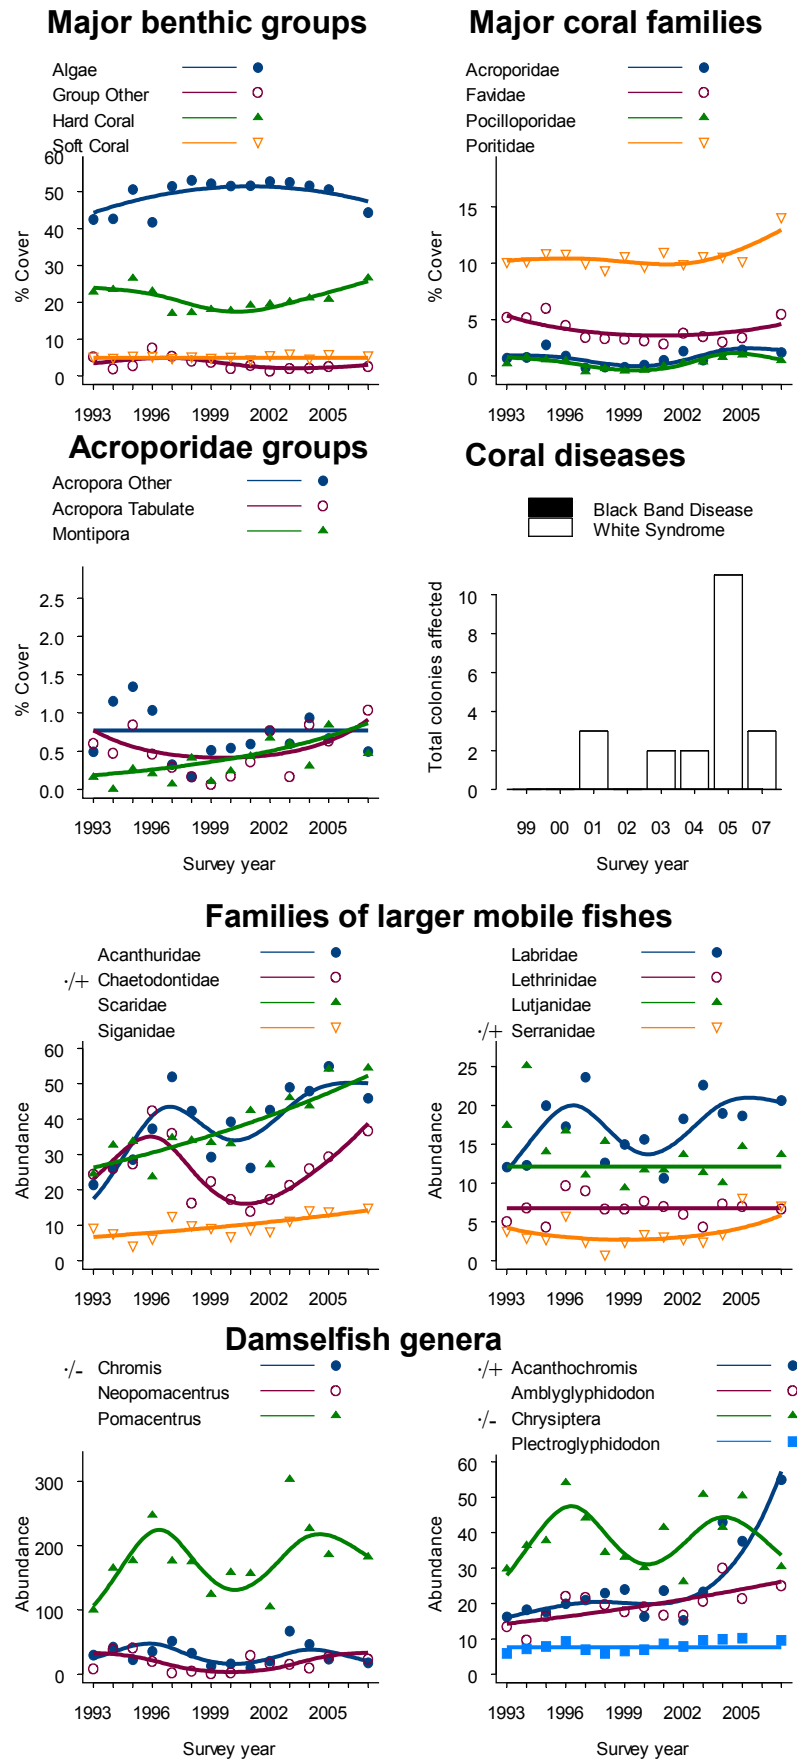 Major benthic groups
Algae
Group Other
Hard Coral
Soft Coral
% Cover
60
50
40
30
20
10
0
1993 1996 1999 2002 2005
Major coral families
Acroporidae
Favidae
Pocilloporidae
Poritidae
% Cover
15
10
5
0
1993 1996 1999 2002 2005
Acroporidae groups
Acropora Other
Acropora Tabulate
Montipora
% Cover
2.5
2.0
1.5
1.0
0.5
0.0
1993 1996 1999 2002 2005
Survey year
Coral diseases
Black Band Disease
White Syndrome
Total colonies affected
10
8
6
4
2
0
99 00 01 02 03 04 05 07
Survey year
Families of larger mobile fishes
Acanthuridae
·/+ Chaetodontidae
Scaridae
Siganidae
Abundance
60
50
40
30
20
10
0
1993 1996 1999 2002 2005
Labridae
Lethrinidae
Lutjanidae
·/+ Serranidae
Abundance
25
20
15
10
5
0
1993 1996 1999 2002 2005
Damselfish genera
·/- Chromis
Neopomacentrus
Pomacentrus
Abundance
300
200
100
0
1993 1996 1999 2002 2005
Survey year
·/+ Acanthochromis
Amblyglyphidodon
·/- Chrysiptera
Plectroglyphidodon
Abundance
60
50
40
30
20
10
0
1993 1996 1999 2002 2005
Survey year